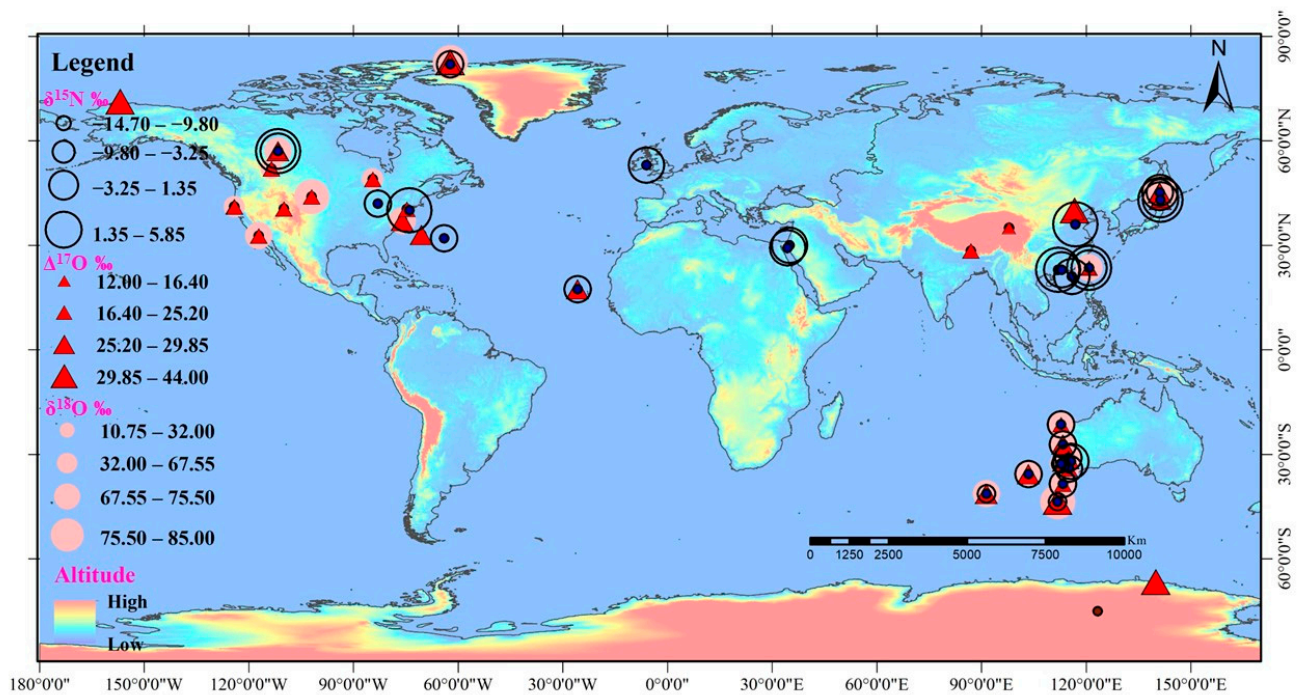 Legend
N
δ15N ‰
−14.70 – −9.80
−9.80 – −3.25
−3.25 – 1.35
1.35 – 5.85
Δ17O ‰
12.00 – 16.40
16.40 – 25.20
25.20 – 29.85
29.85 – 44.00
δ18O ‰
10.75 – 32.00
32.00 – 67.55
67.55 – 75.50
75.50 – 85.00
Altitude
High
Low
Km
0 1250 2500 5000 7500 10000
90°0'0"
60°0'0"N
30°0'0"N
0°0'0"
30°0'0"S
60°0'0"S
180°0'0"W 150°0'0"W 120°0'0"W 90°0'0"W 60°0'0"W 30°0'0"W 0°0'0" 30°0'0"E 60°0'0"E 90°0'0"E 120°0'0"E 150°0'0"E